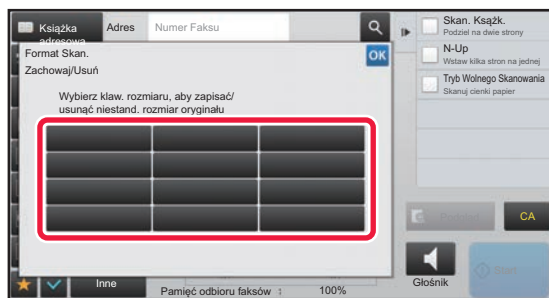 Książka
adresowa
Adres
Numer Faksu
Format Skan.
Zachowaj/Usuń
OK
Wybierz klaw. rozmiaru, aby zapisać/
usunąć niestand. rozmiar oryginału
Skan. Ksążk.
Podziel na dwie strony
N-Up
Wstaw kilka stron na jednej
Tryb Wolnego Skanowania
Skanuj cienki papier
CA
Głośnik
Start
Inne
Pamięć odbioru faksów : 100%